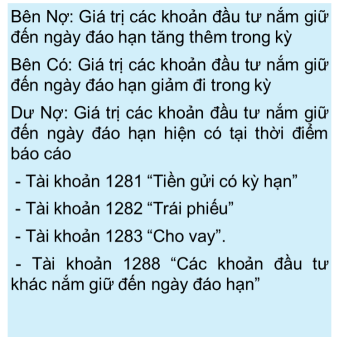 Bên Nợ: Giá trị các khoản đầu tư nắm giữ
đến ngày đáo hạn tăng thêm trong kỳ
Bên Có: Giá trị các khoản đầu tư nắm giữ
đến ngày đáo hạn giảm đi trong kỳ
Dư Nợ: Giá trị các khoản đầu tư nắm giữ
đến ngày đáo hạn hiện có tại thời điểm
báo cáo
- Tài khoản 1281 “Tiền gửi có kỳ hạn”
- Tài khoản 1282 “Trái phiếu”
- Tài khoản 1283 “Cho vay”.
- Tài khoản 1288 “Các khoản đầu tư
khác nắm giữ đến ngày đáo hạn”